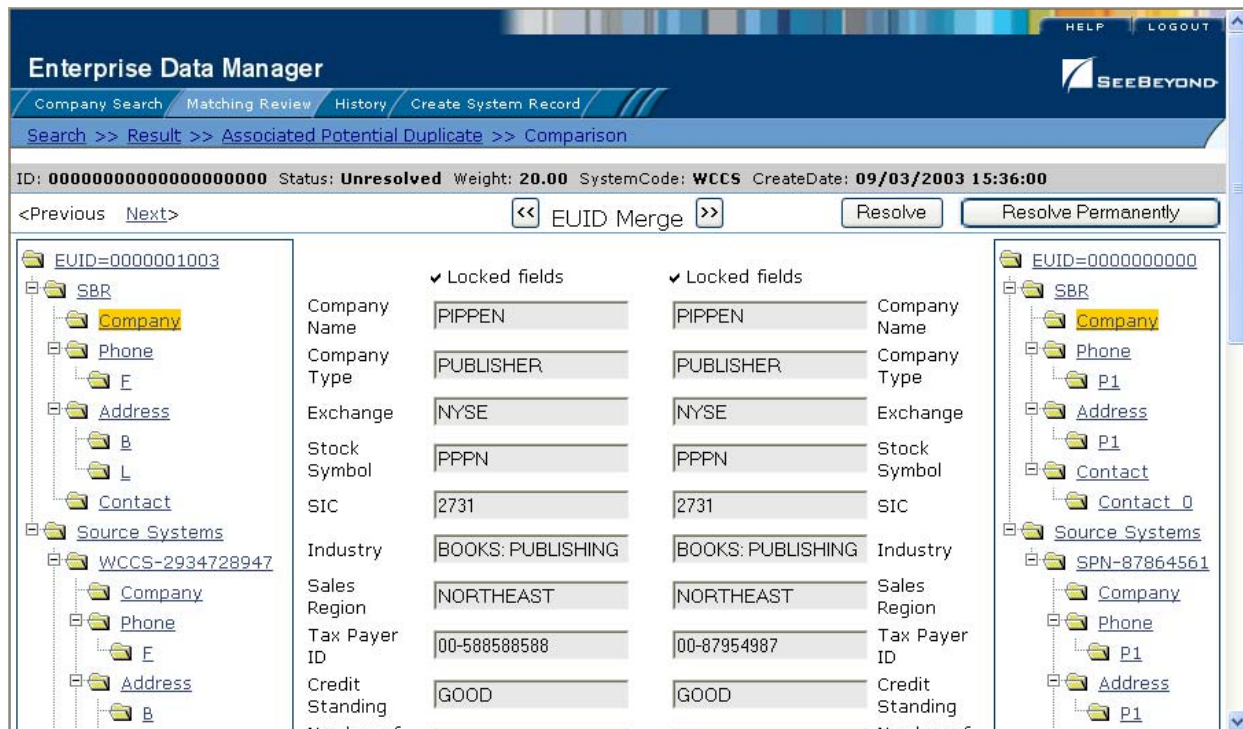 HELP LOGOUT
Enterprise Data Manager
SEEBEYOND
Company Search Matching Review History Create System Record
Search >> Result >> Associated Potential Duplicate >> Comparison
ID: 00000000000000000000 Status: Unresolved Weight: 20.00 SystemCode: WCCS CreateDate: 09/03/2003 15:36:00
<Previous Next> << EUID Merge >> Resolve Resolve Permanently
EUID=0000001003
SBR
Company
Phone
F
Address
B
L
Contact
Source Systems
WCCS-2934728947
Company
Phone
F
Address
B
✔ Locked fields ✔ Locked fields
Company Name PIPPEN PIPPEN Company Name
Company Type PUBLISHER PUBLISHER Company Type
Exchange NYSE NYSE Exchange
Stock Symbol PPPN PPPN Stock Symbol
SIC 2731 2731 SIC
Industry BOOKS: PUBLISHING BOOKS: PUBLISHING Industry
Sales Region NORTHEAST NORTHEAST Sales Region
Tax Payer ID 00-588588588 00-87954987 Tax Payer ID
Credit Standing GOOD GOOD Credit Standing
EUID=0000000000
SBR
Company
Phone
P1
Address
P1
Contact
Contact 0
Source Systems
SPN-87864561
Company
Phone
P1
Address
P1